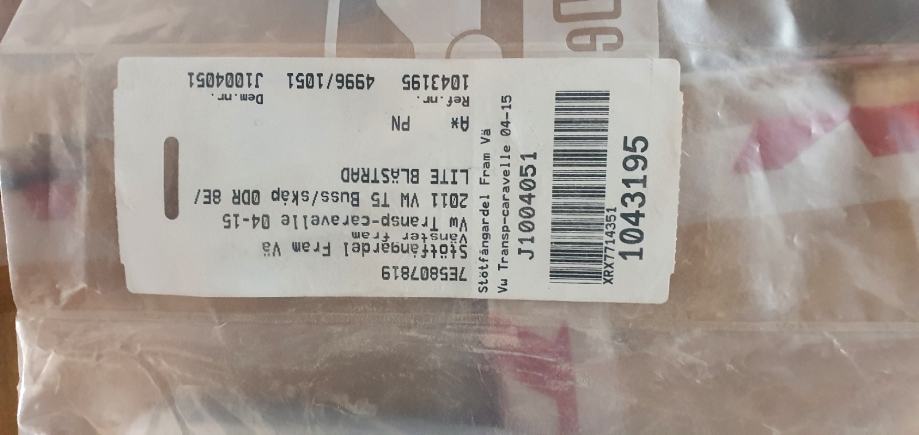 7E5807819
Stötfångardel Fram Vä
Vänster fram
Vw Transp-caravelle 04-15
2011 VW T5 Buss/skåp 0DR 8E/
LITE BLÄSTRAD
A* PN
Ref.nr. Dem.nr.
1043195 4996/1051 J1004051
Stötfångardel Fram Vä
Vw Transp-caravelle 04-15
J1004051
XRX7714351
1043195